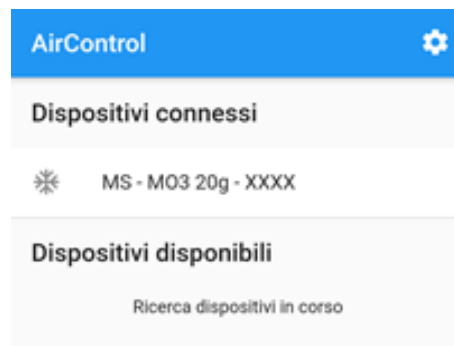 AirControl
Dispositivi connessi
MS - MO3 20g - XXXX
Dispositivi disponibili
Ricerca dispositivi in corso